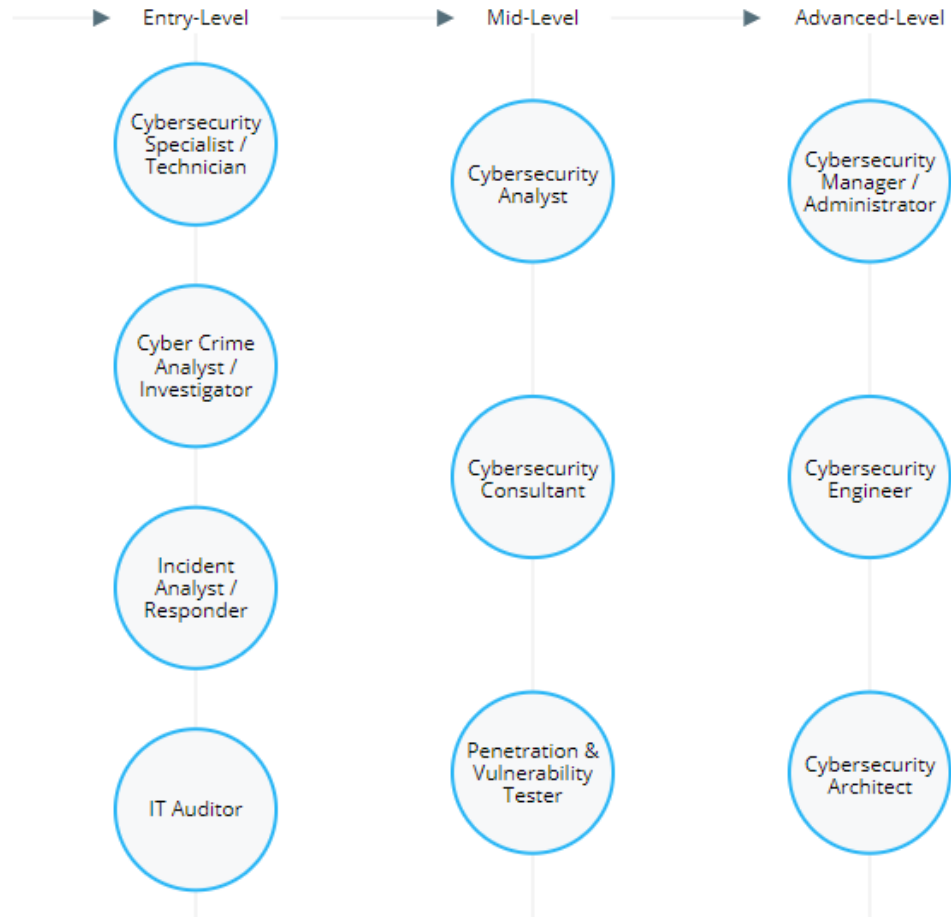 Entry-Level
Mid-Level
Advanced-Level
Cybersecurity
Specialist /
Technician
Cyber Crime
Analyst /
Investigator
Incident
Analyst /
Responder
IT Auditor
Cybersecurity
Analyst
Cybersecurity
Consultant
Penetration &
Vulnerability
Tester
Cybersecurity
Manager /
Administrator
Cybersecurity
Engineer
Cybersecurity
Architect